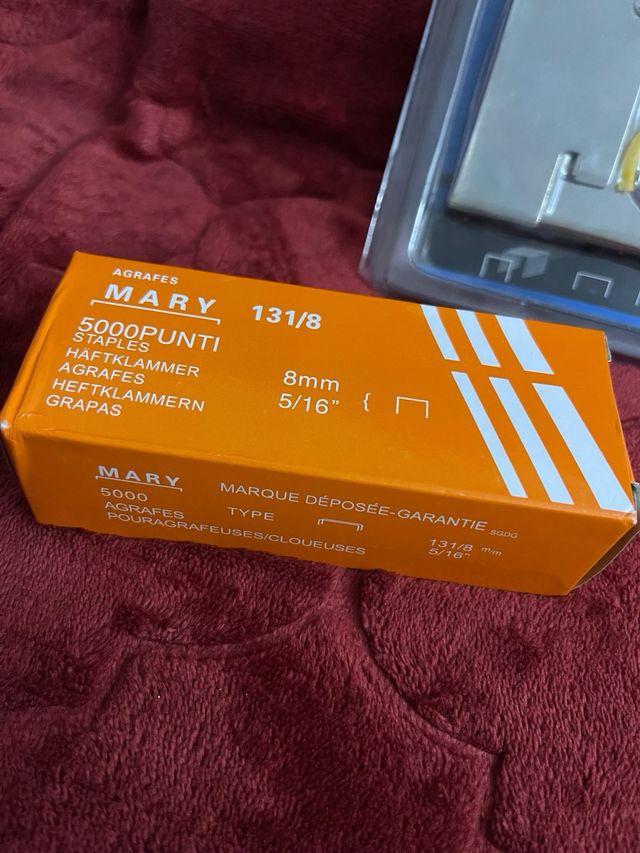 AGRAFES
MARY 131/8
5000PUNTI
STAPLES
HÄFTKLAMMER
AGRAFES
HEFTKLAMMERN
GRAPAS
8mm
5/16” {
MARY
5000
AGRAFES
POURAGRAFEUSES/CLOUEUSES
MARQUE DÉPOSÉE-GARANTIE SGDG
TYPE
131/8 m/m
5/16”